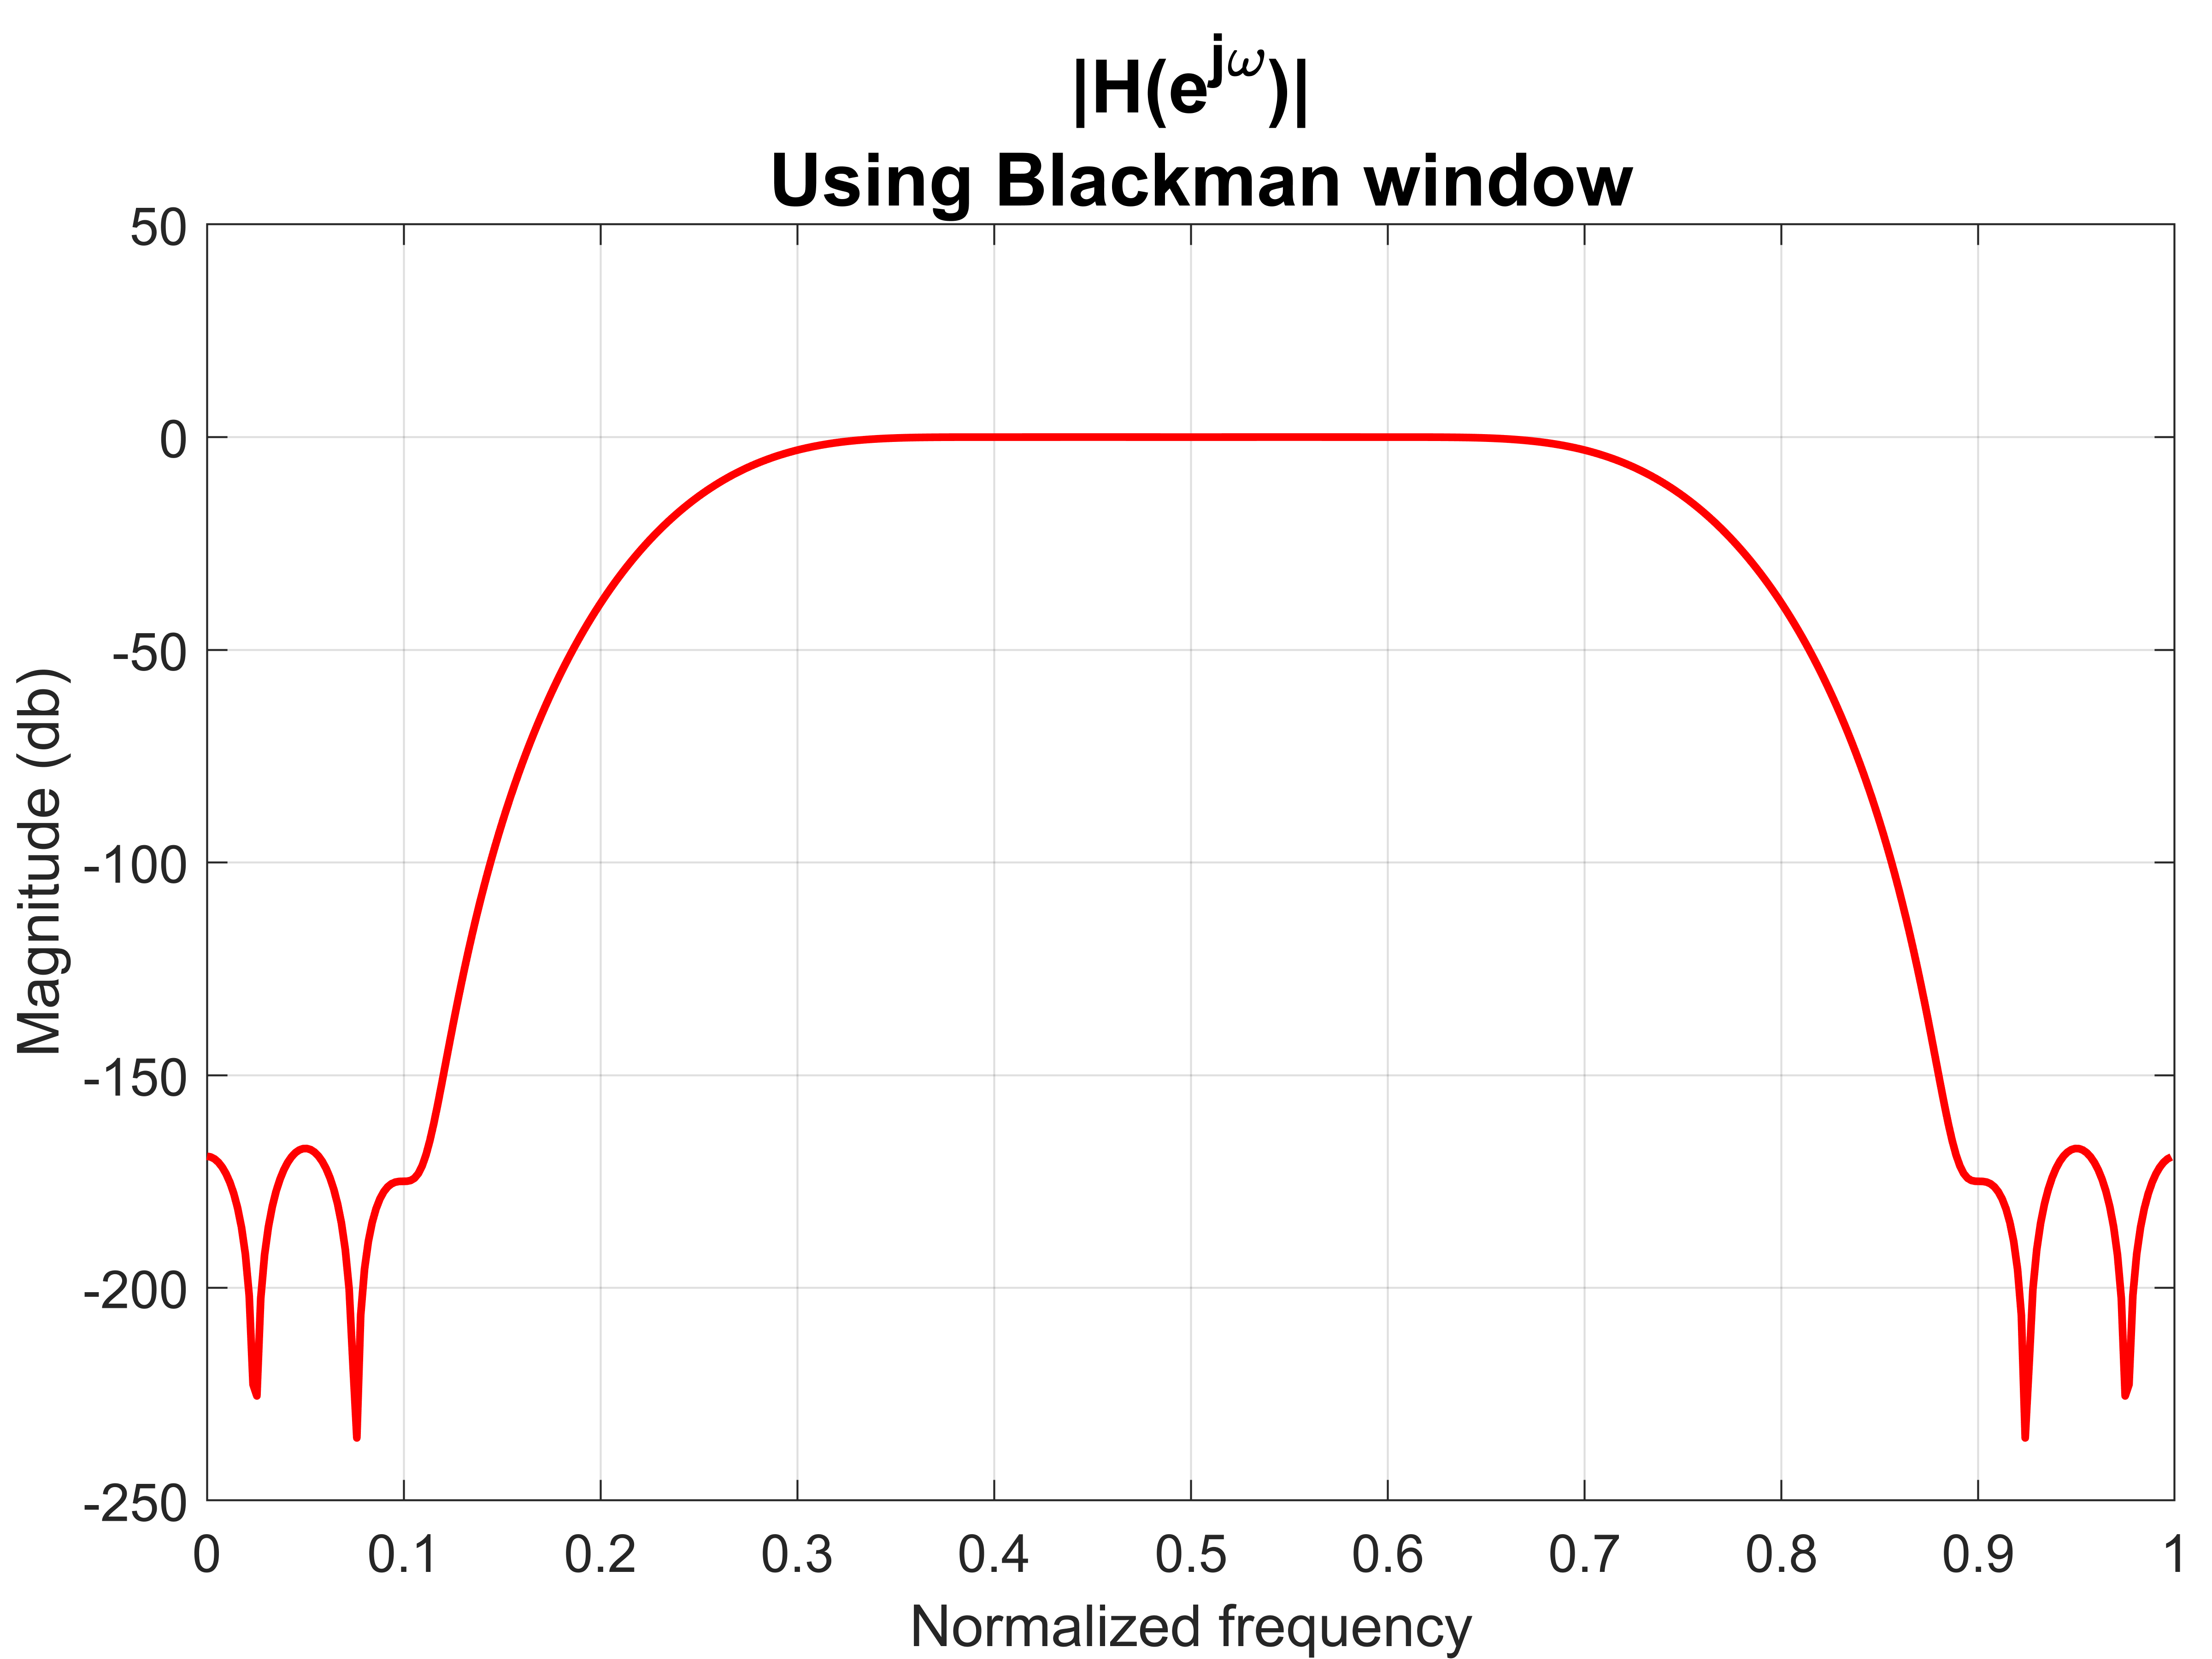 |H(e^jω)|
Using Blackman window
50
0
-50
-100
-150
-200
-250
Magnitude (db)
0 0.1 0.2 0.3 0.4 0.5 0.6 0.7 0.8 0.9 1
Normalized frequency